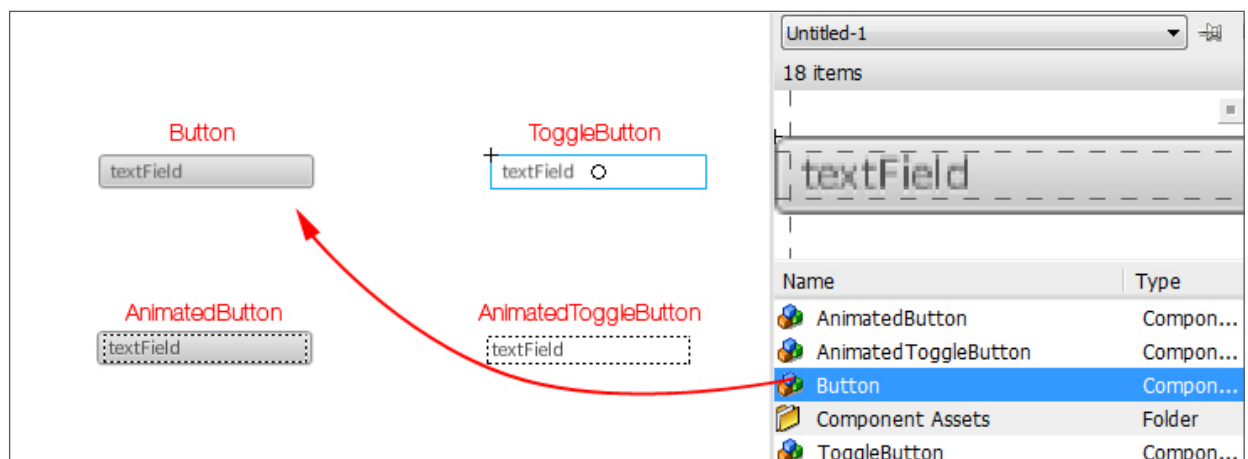 Button
textField
ToggleButton
textField
AnimatedButton
textField
AnimatedToggleButton
textField
Untitled-1
18 items
textField
Name Type
AnimatedButton Compon...
AnimatedToggleButton Compon...
Button Compon...
Component Assets Folder
ToggleButton Compon...